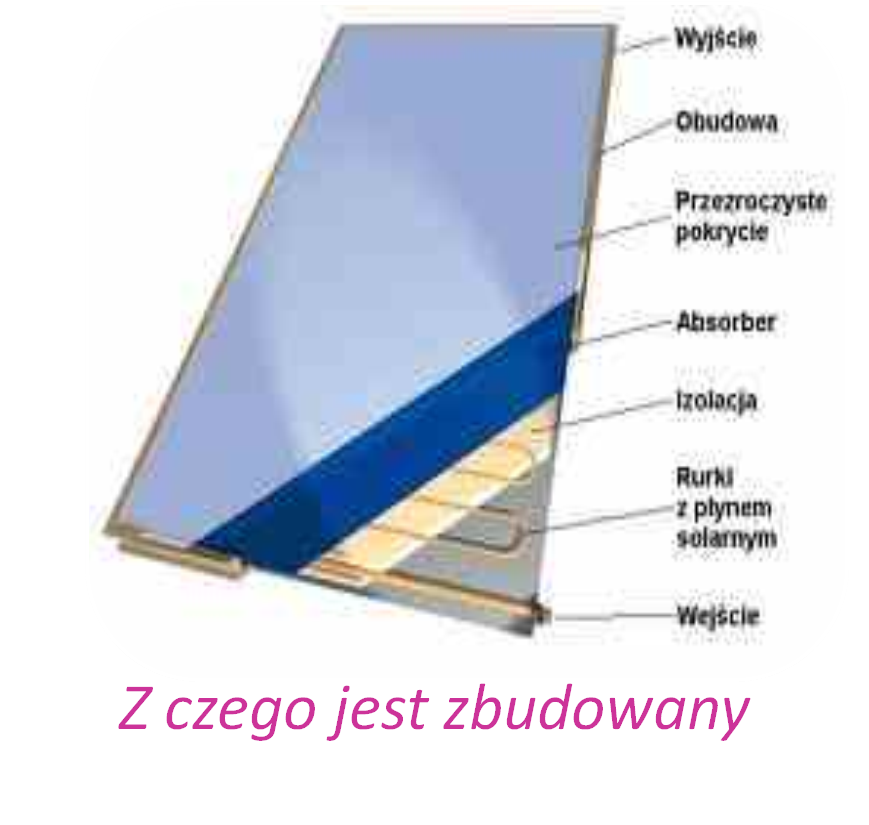 Wyjście
Obudowa
Przezroczyste
pokrycie
Absorber
Izolacja
Rurki
z płynem
solarnym
Wejście
Z czego jest zbudowany